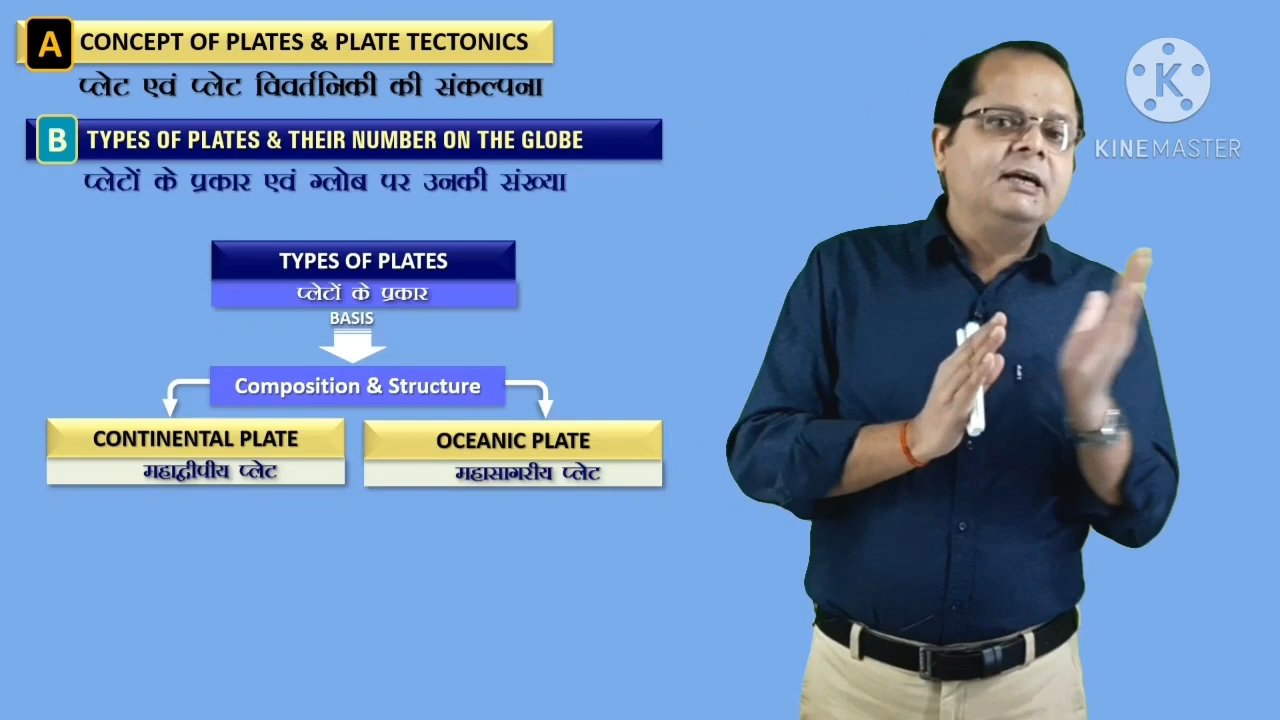 A CONCEPT OF PLATES & PLATE TECTONICS
प्लेट एवं प्लेट विवर्तनिकी की संकल्पना
B TYPES OF PLATES & THEIR NUMBER ON THE GLOBE
प्लेटों के प्रकार एवं ग्लोब पर उनकी संख्या
TYPES OF PLATES
प्लेटों के प्रकार
BASIS
Composition & Structure
CONTINENTAL PLATE
महाद्वीपीय प्लेट
OCEANIC PLATE
महासागरीय प्लेट
K
KINEMASTER